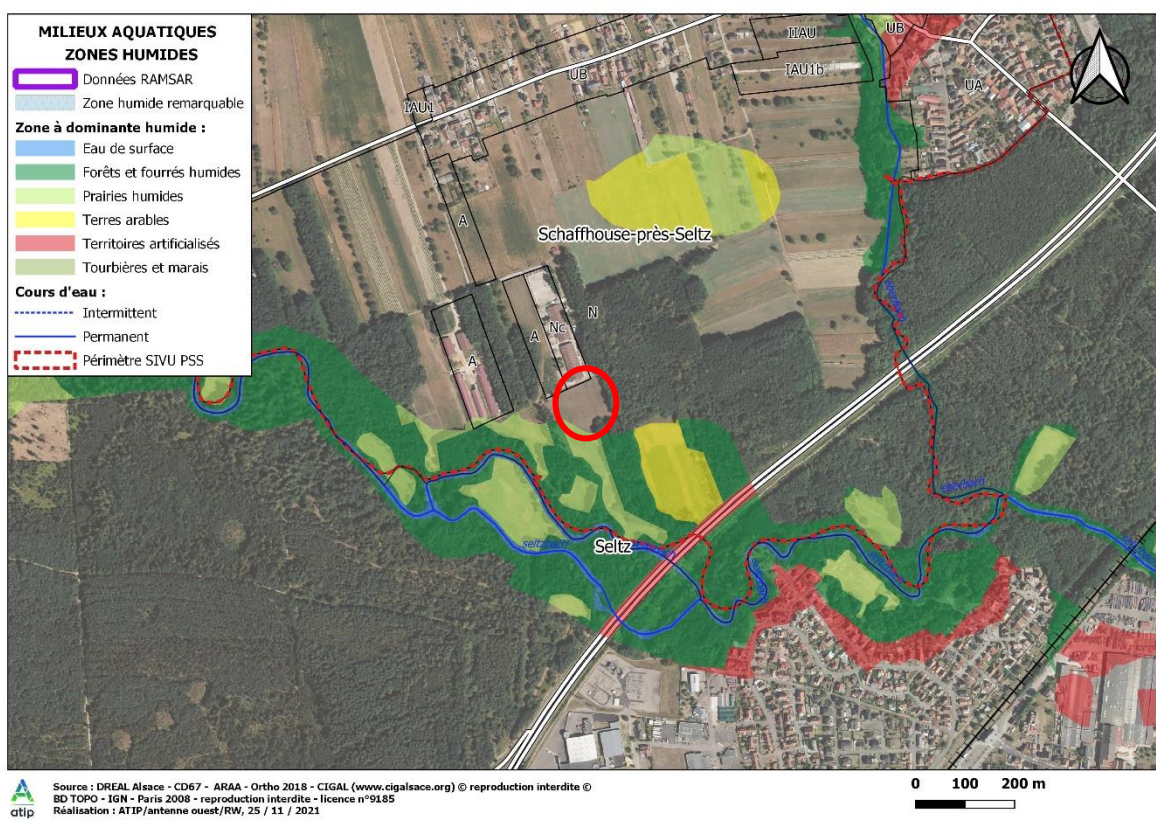 MILIEUX AQUATIQUES
ZONES HUMIDES
Données RAMSAR
Zone humide remarquable
Zone à dominante humide :
Eau de surface
Forêts et fourrés humides
Prairies humides
Terres arables
Territoires artificialisés
Tourbières et marais
Cours d'eau :
Intermittent
Permanent
Périmètre SIVU PSS
IIAU
UB
IAU1b
UA
UB
IAU1
A
Schaffhouse-près-Seltz
N
Nc
A
A
Seltz
seltzbach
0 100 200 m
atip
Source : DREAL Alsace - CD67 - ARAA - Ortho 2018 - CIGAL (www.cigalsace.org) © reproduction interdite ©
BD TOPO - IGN - Paris 2008 - reproduction interdite - licence n°9185
Réalisation : ATIP/antenne ouest/RW, 25 / 11 / 2021